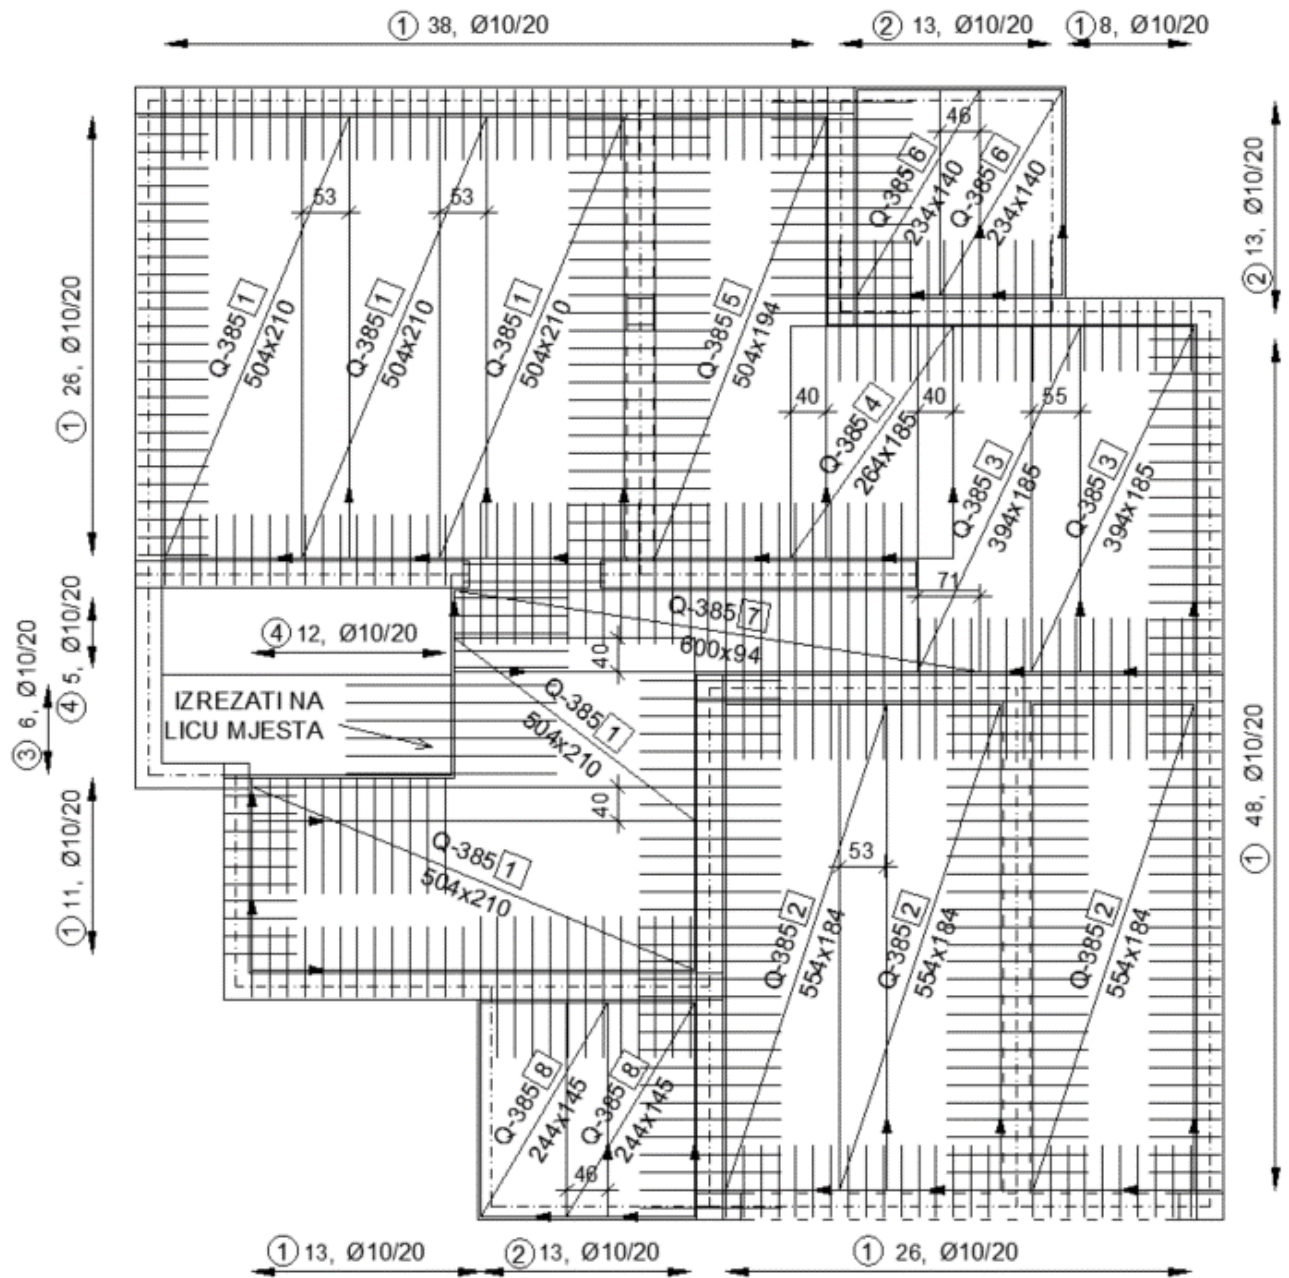 ① 38, Ø10/20
② 13, Ø10/20
① 8, Ø10/20
② 13, Ø10/20
① 26, Ø10/20
53
53
46
Q-385 1
504x210
Q-385 1
504x210
Q-385 1
504x210
Q-385 5
504x194
Q-385 6
234x140
Q-385 6
234x140
40
40
55
Q-385 4
264x185
Q-385 3
394x185
Q-385 3
394x185
71
Q-385 7
600x94
④ 5, Ø10/20
③ 6, Ø10/20
④ 12, Ø10/20
IZREZATI NA
LICU MJESTA
40
Q-385 1
504x210
40
Q-385 1
504x210
① 11, Ø10/20
① 48, Ø10/20
53
Q-385 2
554x184
Q-385 2
554x184
Q-385 2
554x184
Q-385 8
244x145
Q-385 8
244x145
46
① 13, Ø10/20
② 13, Ø10/20
① 26, Ø10/20